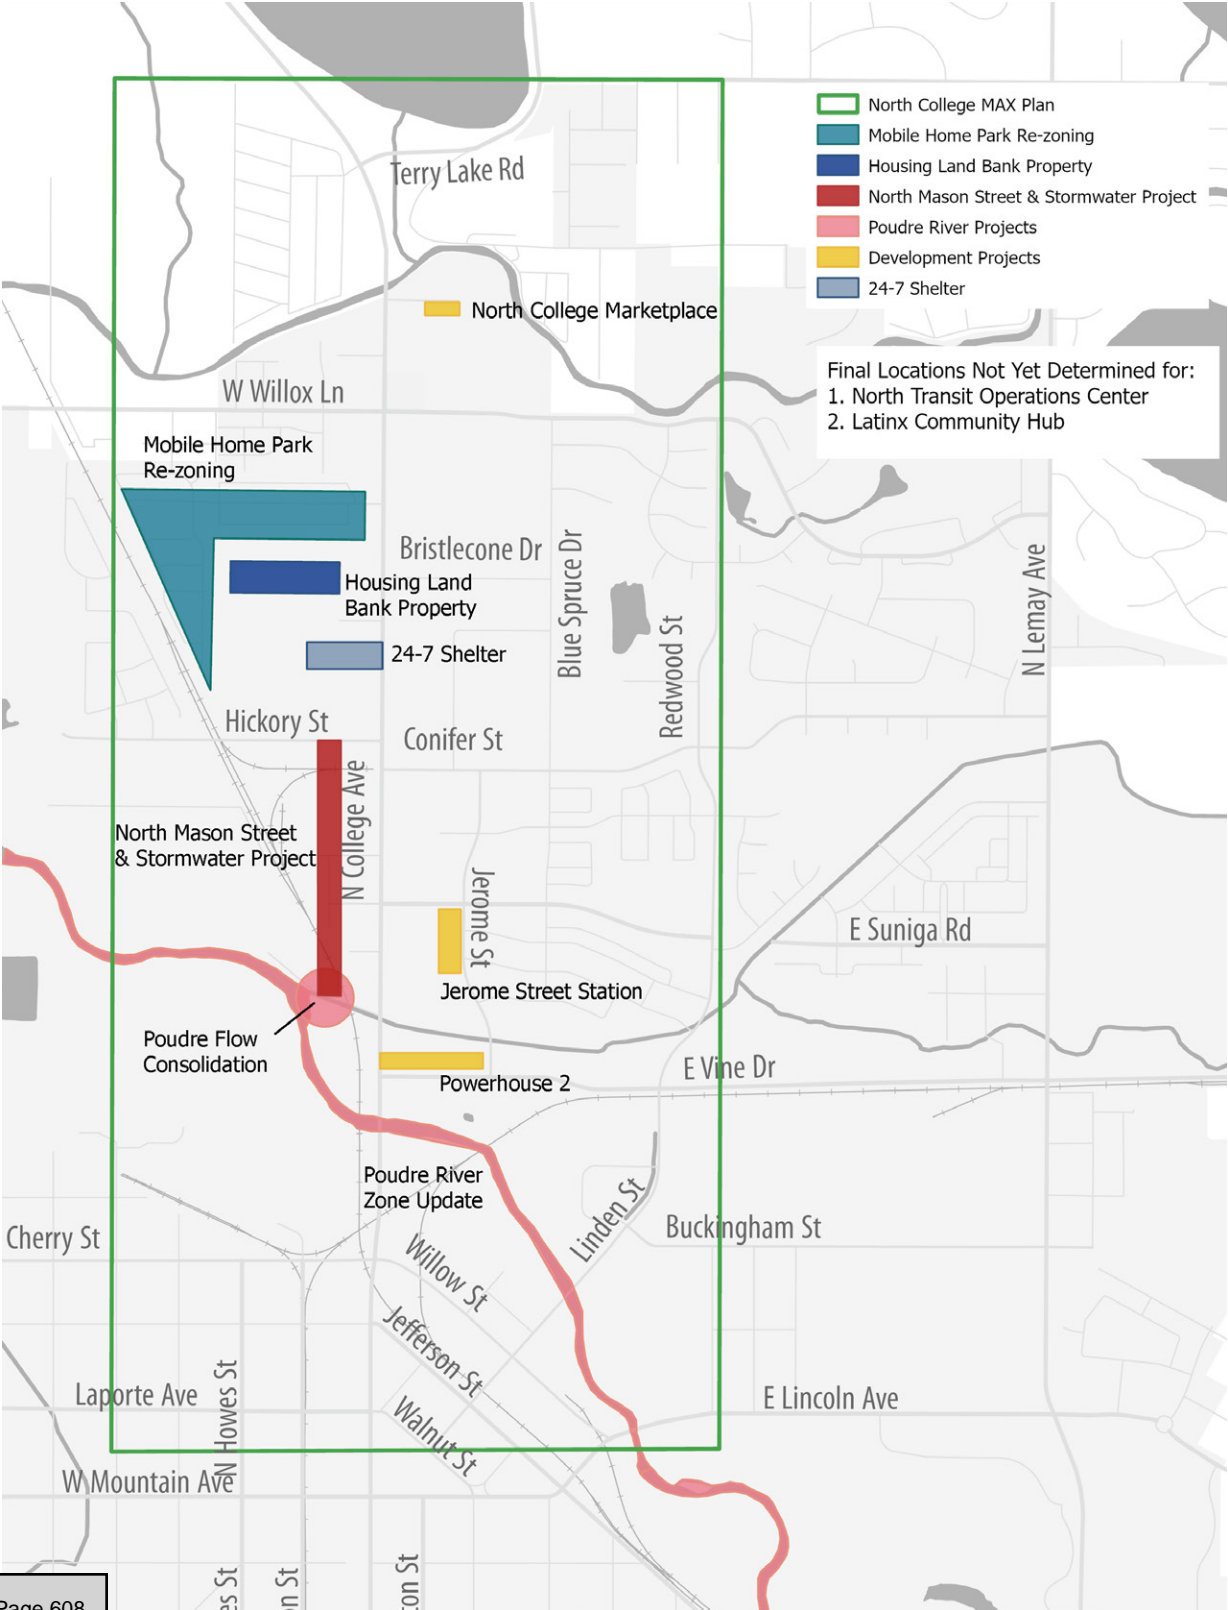 North College MAX Plan
Mobile Home Park Re-zoning
Housing Land Bank Property
North Mason Street & Stormwater Project
Poudre River Projects
Development Projects
24-7 Shelter
Final Locations Not Yet Determined for:
1. North Transit Operations Center
2. Latinx Community Hub
Terry Lake Rd
North College Marketplace
W Willox Ln
Mobile Home Park
Re-zoning
Bristlecone Dr
Housing Land
Bank Property
Blue Spruce Dr
N Lemay Ave
24-7 Shelter
Redwood St
Hickory St
Conifer St
N College Ave
North Mason Street
& Stormwater Project
Jerome St
E Suniga Rd
Jerome Street Station
Poudre Flow
Consolidation
E Vine Dr
Powerhouse 2
Poudre River
Zone Update
Linden St
Buckingham St
Cherry St
Willow St
Jefferson St
N Howes St
Laporte Ave
E Lincoln Ave
Walnut St
W Mountain Ave
es St
on St
ton St
Page 608